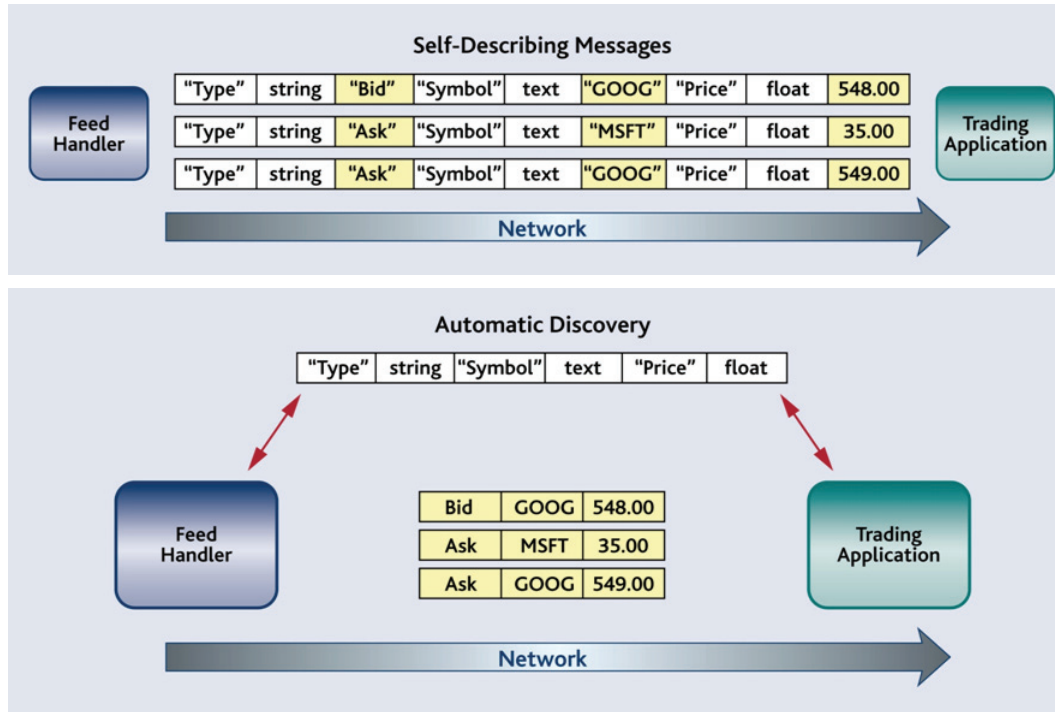 Self-Describing Messages
Feed
Handler
“Type” string “Bid” “Symbol” text “GOOG” “Price” float 548.00
“Type” string “Ask” “Symbol” text “MSFT” “Price” float 35.00
“Type” string “Ask” “Symbol” text “GOOG” “Price” float 549.00
Trading
Application
Network
Automatic Discovery
“Type” string “Symbol” text “Price” float
Feed
Handler
Bid GOOG 548.00
Ask MSFT 35.00
Ask GOOG 549.00
Trading
Application
Network